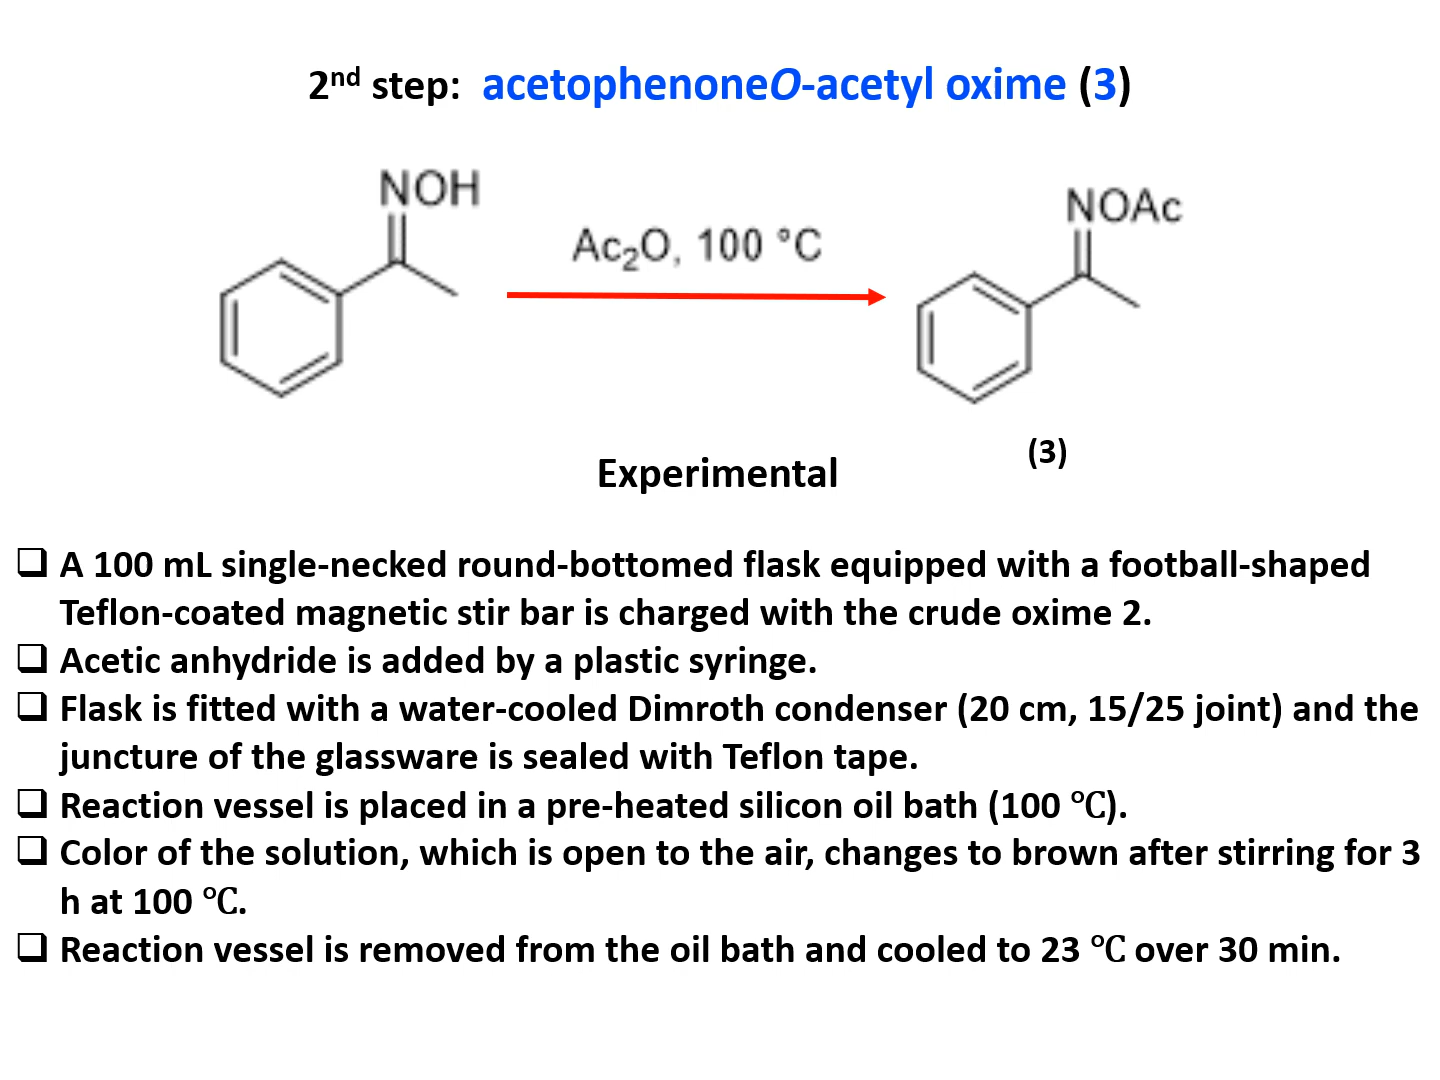 2nd step: acetophenoneO-acetyl oxime (3)
NOH
Ac2O, 100 °C
NOAc
(3)
Experimental
❑ A 100 mL single-necked round-bottomed flask equipped with a football-shaped
Teflon-coated magnetic stir bar is charged with the crude oxime 2.
❑ Acetic anhydride is added by a plastic syringe.
❑ Flask is fitted with a water-cooled Dimroth condenser (20 cm, 15/25 joint) and the
juncture of the glassware is sealed with Teflon tape.
❑ Reaction vessel is placed in a pre-heated silicon oil bath (100 ℃).
❑ Color of the solution, which is open to the air, changes to brown after stirring for 3
h at 100 ℃.
❑ Reaction vessel is removed from the oil bath and cooled to 23 ℃ over 30 min.